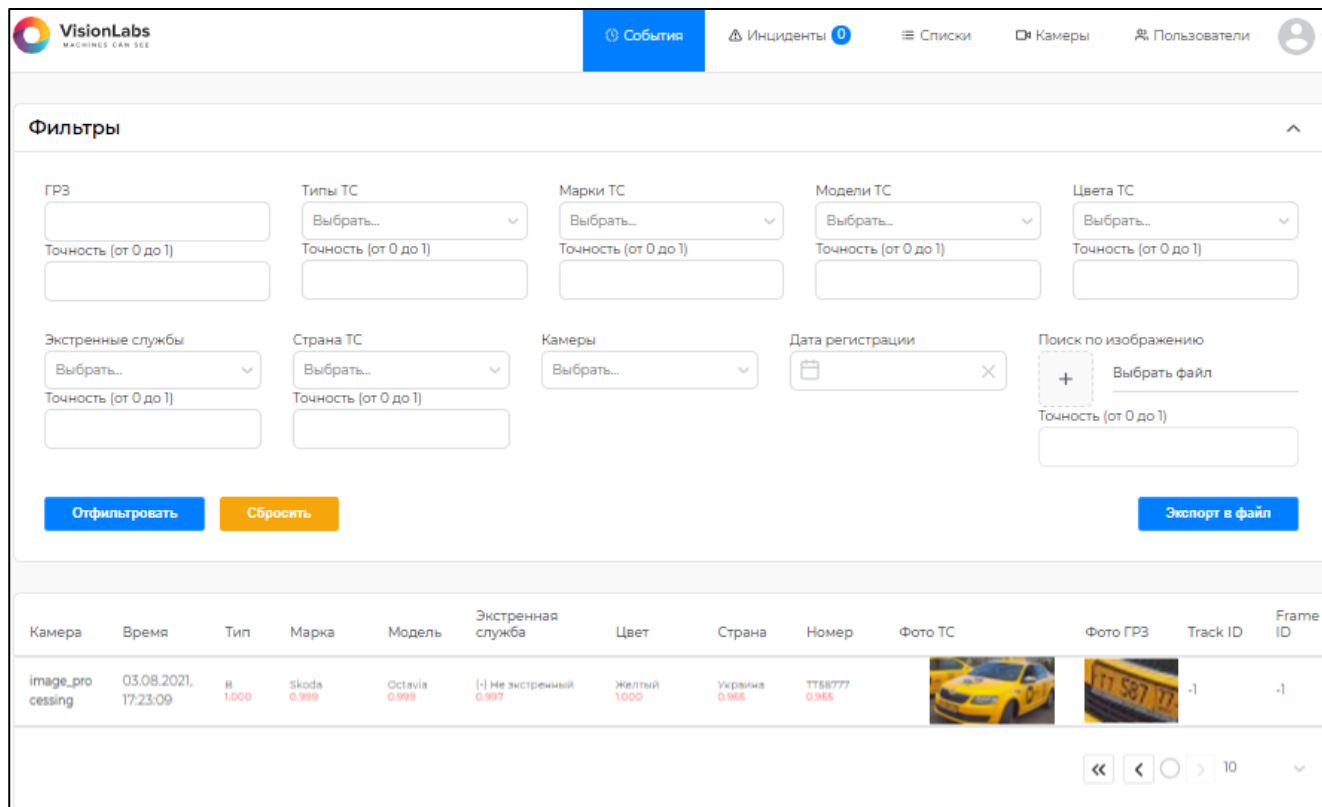 VisionLabs
MACHINES CAN SEE
События
Инциденты 0
Списки
Камеры
Пользователи
Фильтры
ГРЗ
Типы ТС
Марки ТС
Модели ТС
Цвета ТС
Выбрать...
Выбрать...
Выбрать...
Выбрать...
Точность (от 0 до 1)
Точность (от 0 до 1)
Точность (от 0 до 1)
Точность (от 0 до 1)
Точность (от 0 до 1)
Экстренные службы
Страна ТС
Камеры
Дата регистрации
Поиск по изображению
Выбрать...
Выбрать...
Выбрать...
+
Выбрать файл
Точность (от 0 до 1)
Точность (от 0 до 1)
Точность (от 0 до 1)
Отфильтровать
Сбросить
Экспорт в файл
Камера
Время
Тип
Марка
Модель
Экстренная служба
Цвет
Страна
Номер
Фото ТС
Фото ГРЗ
Track ID
Frame ID
image_processing
03.08.2021, 17:23:09
B
1.000
Skoda
0.999
Octavia
0.999
(-) Не экстренный
0.997
Желтый
1.000
Украина
0.955
TT58777
0.955
TT 587 77
-1
-1
10